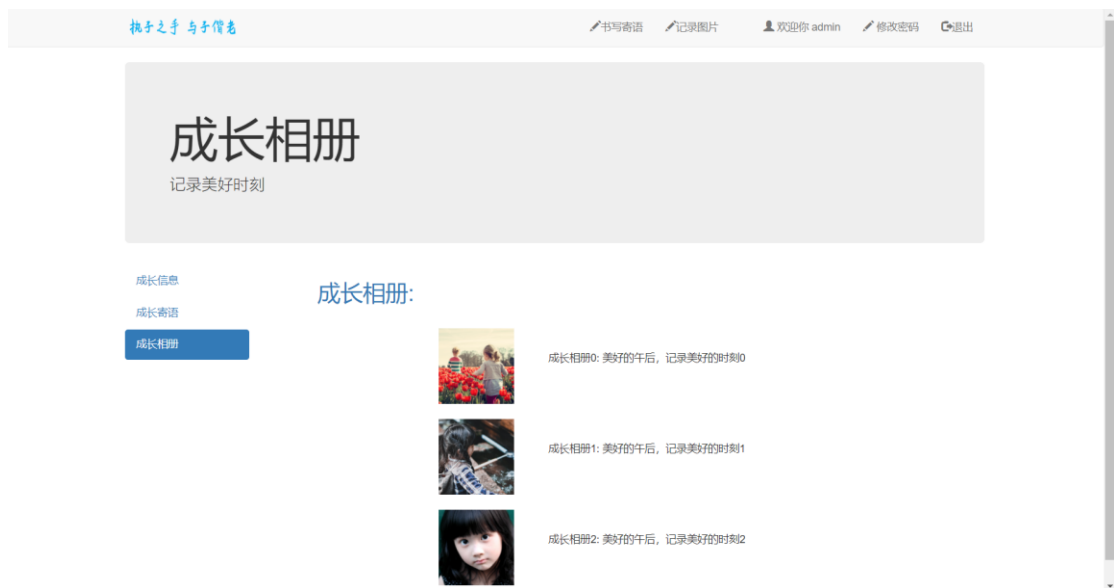 执子之手 与子偕老
书写寄语 记录图片 欢迎你 admin 修改密码 退出
成长相册
记录美好时刻
成长信息
成长寄语
成长相册
成长相册:
成长相册0: 美好的午后，记录美好的时刻0
成长相册1: 美好的午后，记录美好的时刻1
成长相册2: 美好的午后，记录美好的时刻2